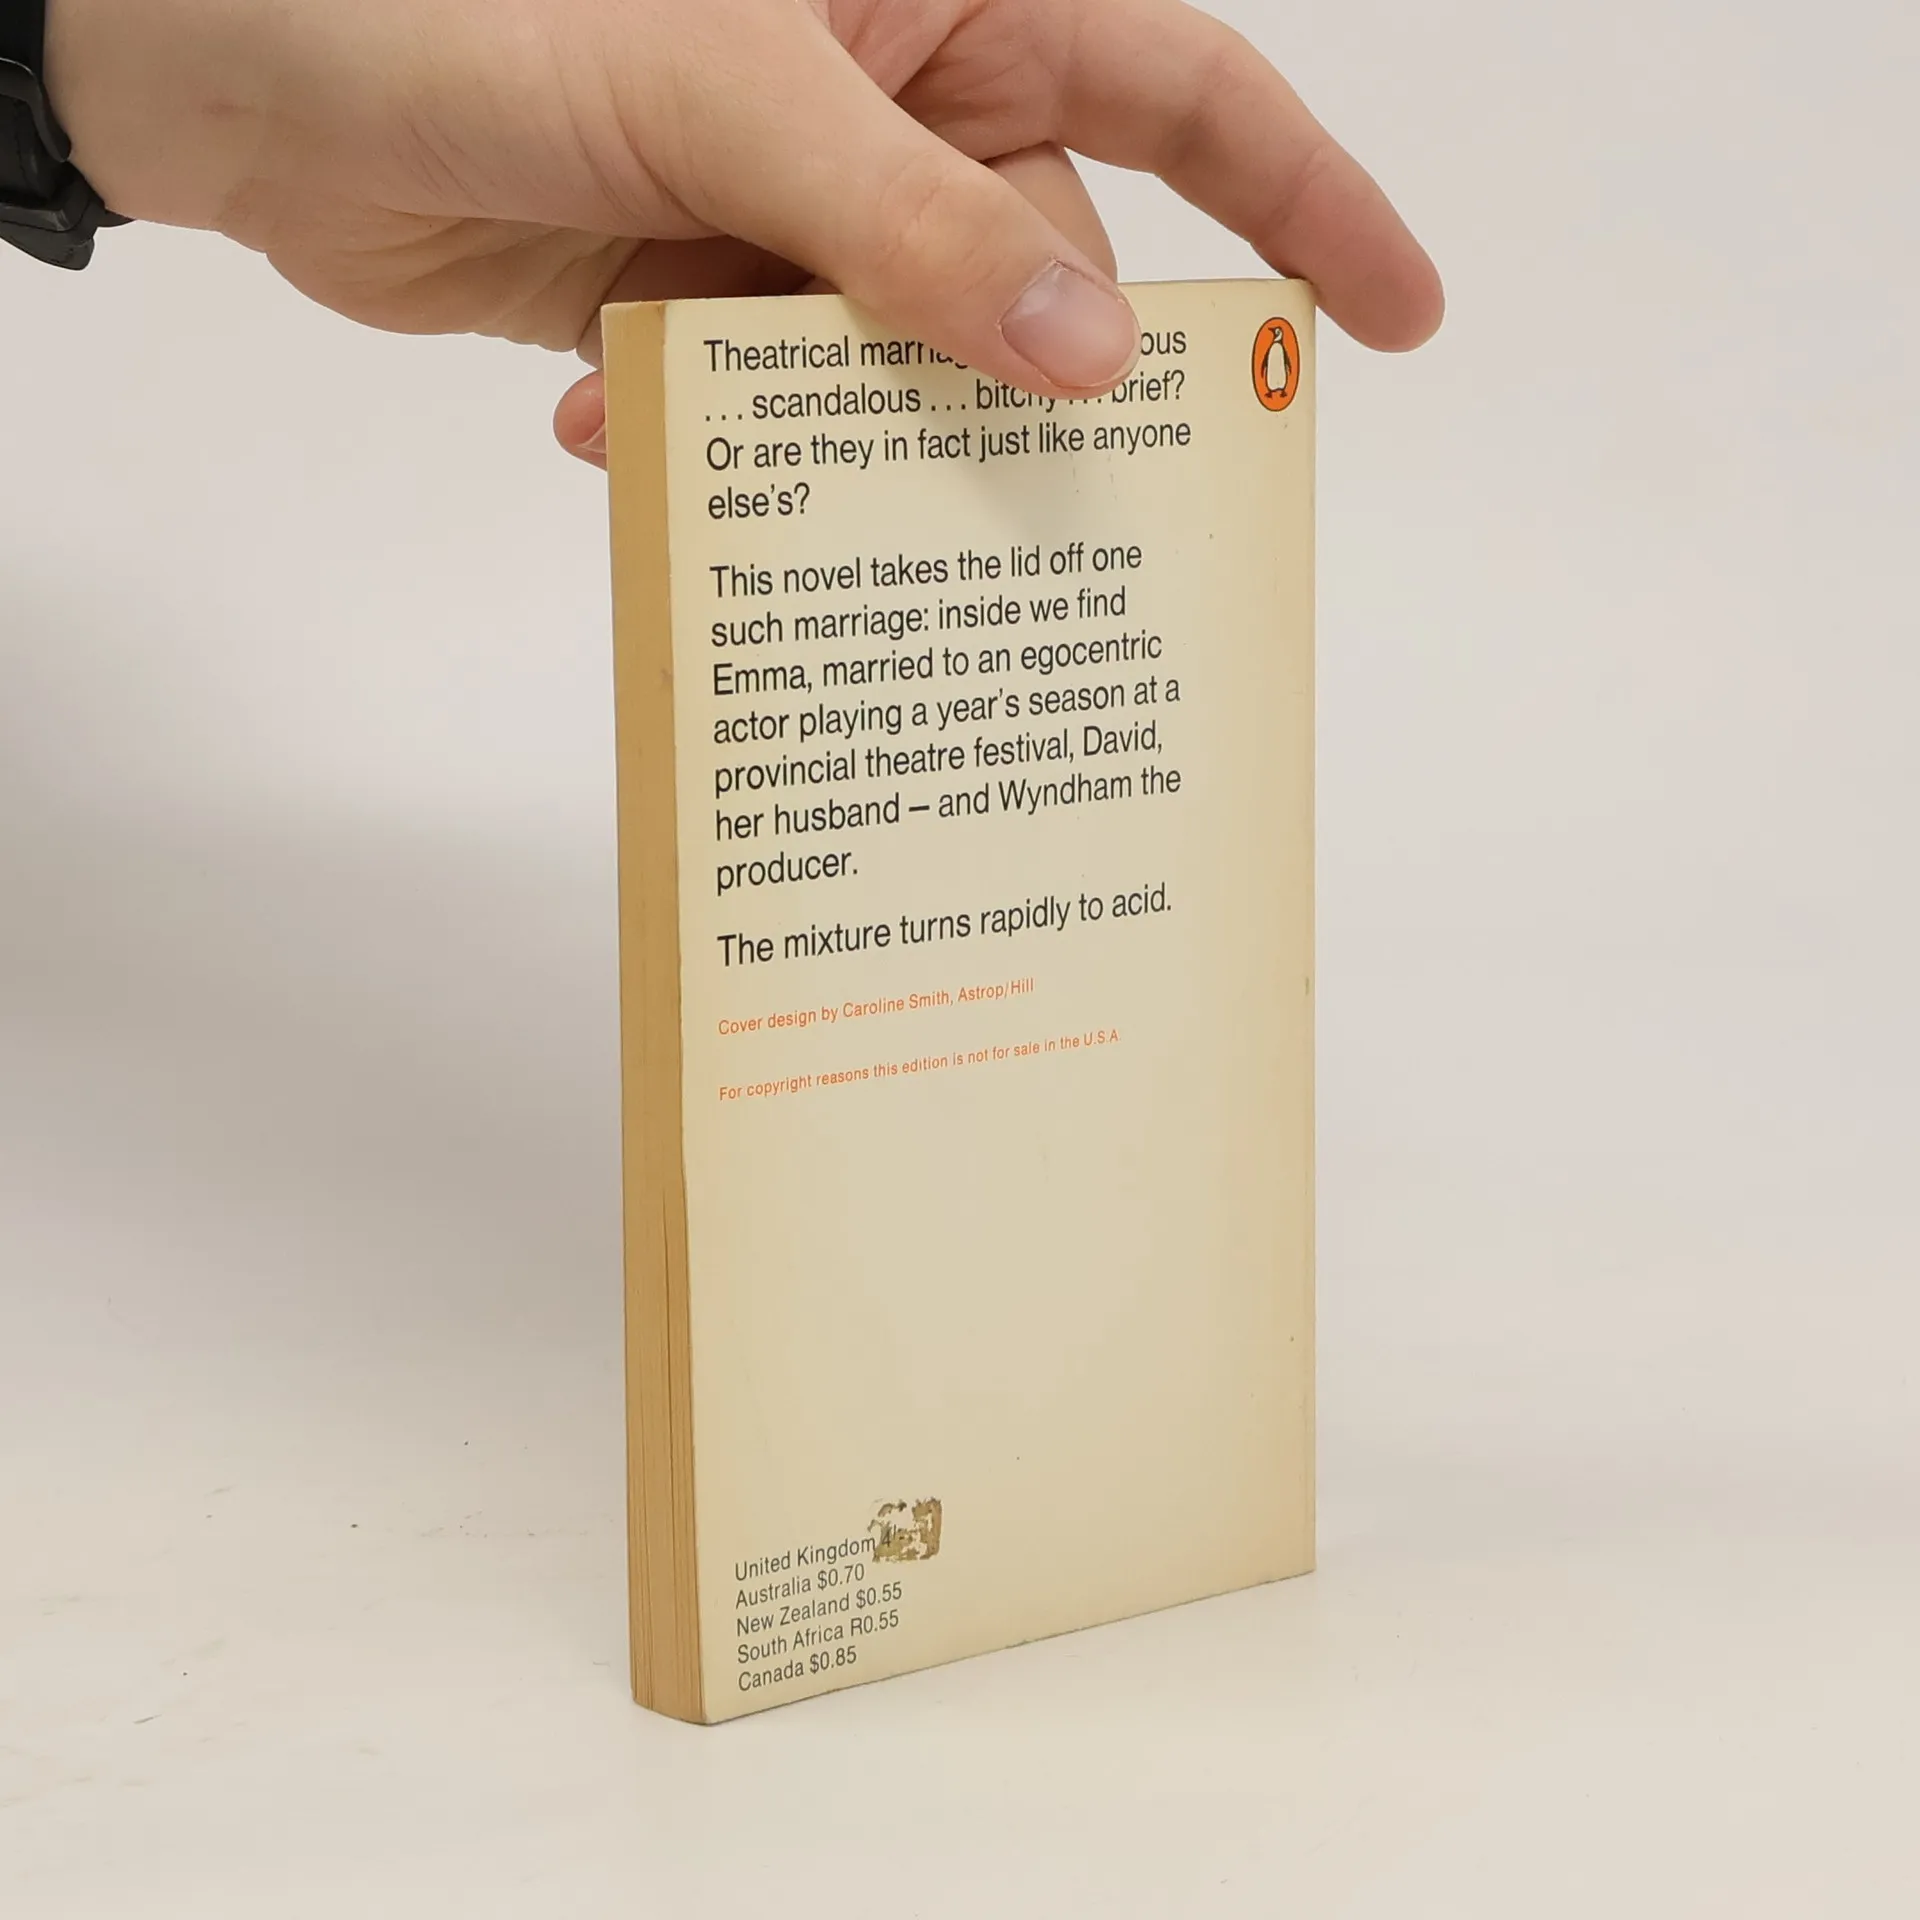 Theatrical
... scandalous ... bitchy ... brief?
Or are they in fact just like anyone
else's?
This novel takes the lid off one
such marriage: inside we find
Emma, married to an egocentric
actor playing a year's season at a
provincial theatre festival, David,
her husband – and Wyndham the
producer.
The mixture turns rapidly to acid.
Cover design by Caroline Smith, Astrop/Hill
For copyright reasons this edition is not for sale in the U.S.A.
United Kingdom
Australia $0.70
New Zealand $0.55
South Africa R0.55
Canada $0.85